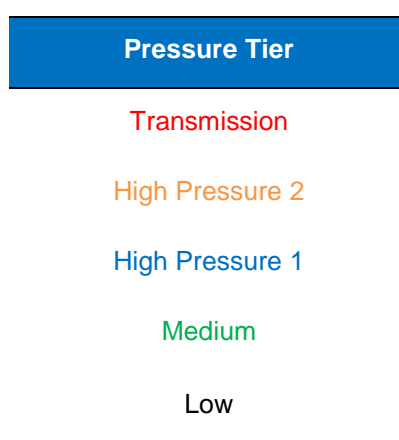 Pressure Tier
Transmission
High Pressure 2
High Pressure 1
Medium
Low